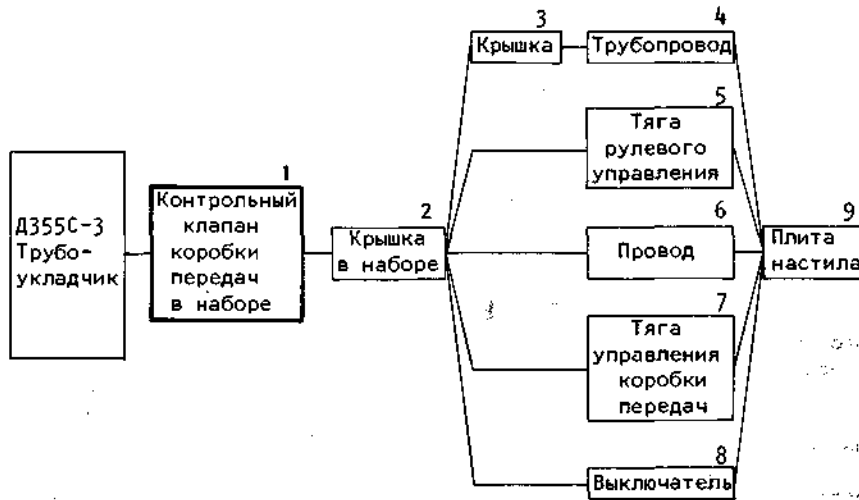 Д355С-3
Трубо-
укладчик
1
Контрольный
клапан
коробки
передач
в наборе
2
Крышка
в наборе
3
Крышка
4
Трубопровод
5
Тяга
рулевого
управления
6
Провод
7
Тяга
управления
коробки
передач
8
Выключатель
9
Плита
настила